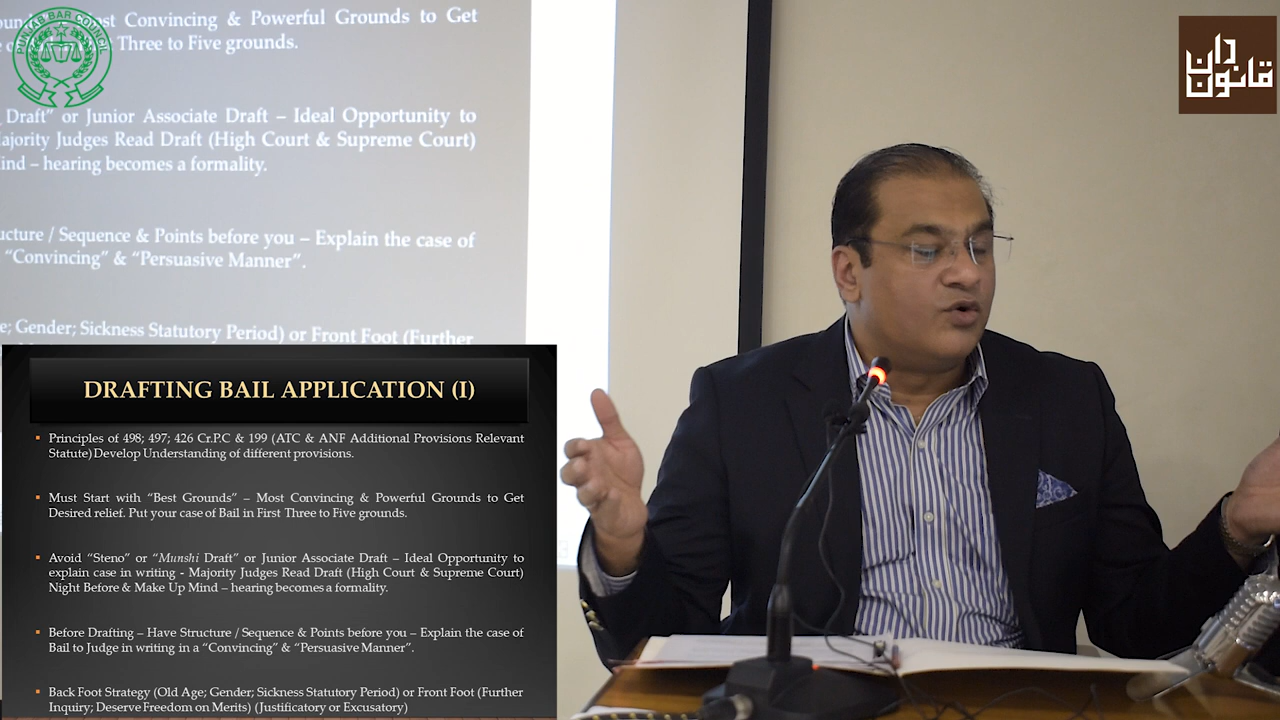 Most Convincing & Powerful Grounds to Get
Three to Five grounds.
Draft” or Junior Associate Draft – Ideal Opportunity to
Majority Judges Read Draft (High Court & Supreme Court)
– hearing becomes a formality.
/ Sequence & Points before you – Explain the case of
“Convincing” & “Persuasive Manner”.
Gender; Sickness Statutory Period) or Front Foot (Further
PUNJAB BAR COUNCIL
قانون دان
DRAFTING BAIL APPLICATION (I)
▪ Principles of 498; 497; 426 Cr.P.C & 199 (ATC & ANF Additional Provisions Relevant
Statute) Develop Understanding of different provisions.
▪ Must Start with “Best Grounds” – Most Convincing & Powerful Grounds to Get
Desired relief. Put your case of Bail in First Three to Five grounds.
▪ Avoid “Steno” or “Munshi Draft” or Junior Associate Draft – Ideal Opportunity to
explain case in writing - Majority Judges Read Draft (High Court & Supreme Court)
Night Before & Make Up Mind – hearing becomes a formality.
▪ Before Drafting – Have Structure / Sequence & Points before you – Explain the case of
Bail to Judge in writing in a “Convincing” & “Persuasive Manner”.
▪ Back Foot Strategy (Old Age; Gender; Sickness Statutory Period) or Front Foot (Further
Inquiry; Deserve Freedom on Merits) (Justificatory or Excusatory)